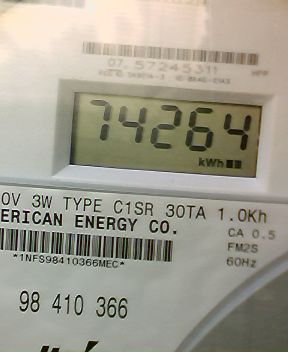 07 57245311
74264
kWh
0V 3W TYPE C1SR 30TA 1.0Kh
ERICAN ENERGY CO.
CA 0.5
FM2S
60Hz
*1NFS98410366MEC*
98 410 366